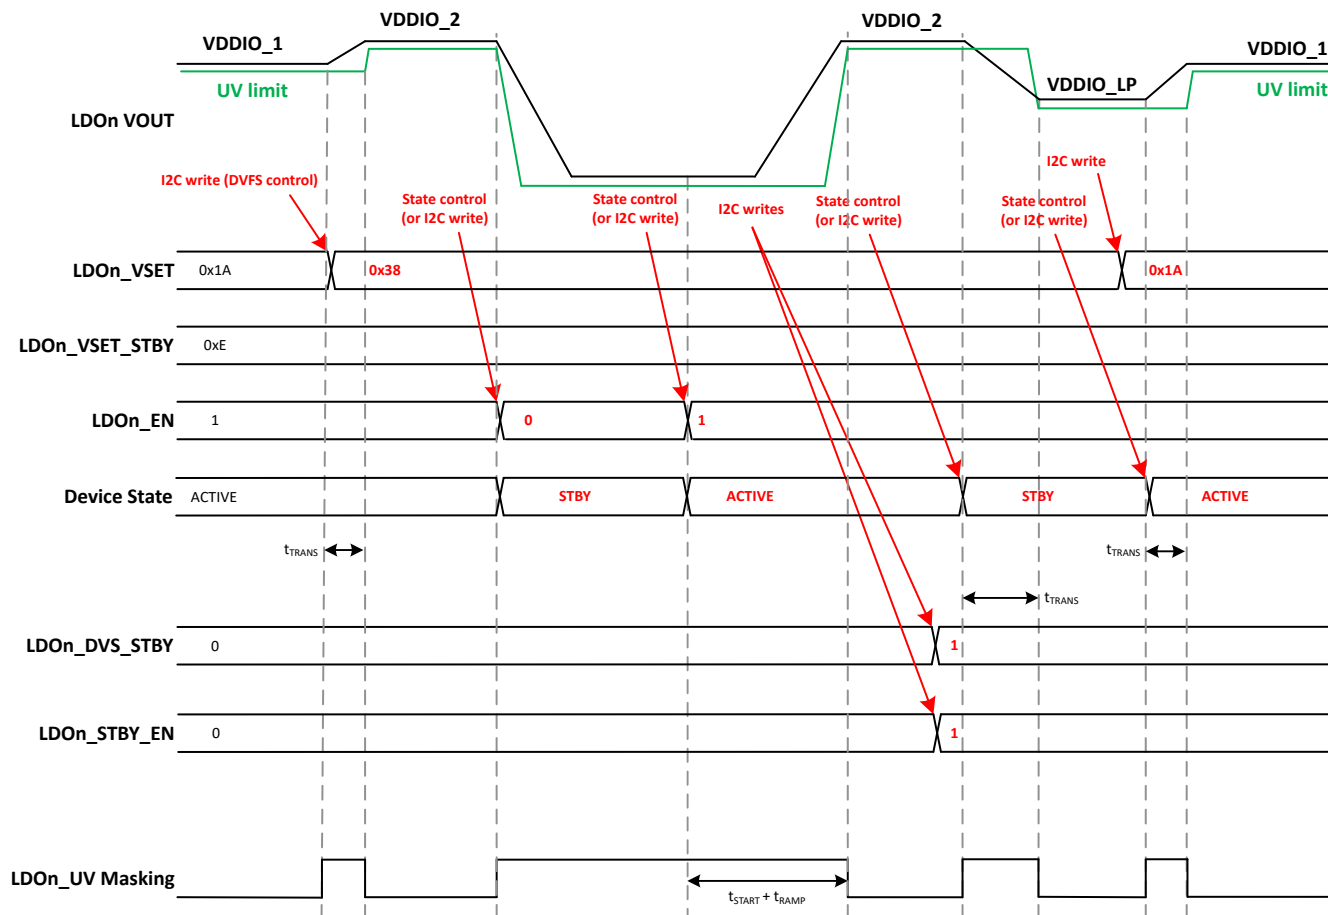 VDDIO_2
VDDIO_2
VDDIO_1
VDDIO_1
UV limit
VDDIO_LP
UV limit
LDOn VOUT
I2C write (DVFS control)
I2C write
State control
(or I2C write)
State control
(or I2C write)
I2C writes
State control
(or I2C write)
State control
(or I2C write)
LDOn_VSET
0x1A
0x38
0x1A
LDOn_VSET_STBY
0xE
LDOn_EN
1
0
1
Device State
ACTIVE
STBY
ACTIVE
STBY
ACTIVE
tTRANS
tTRANS
tTRANS
LDOn_DVS_STBY
0
1
LDOn_STBY_EN
0
1
LDOn_UV Masking
tSTART + tRAMP